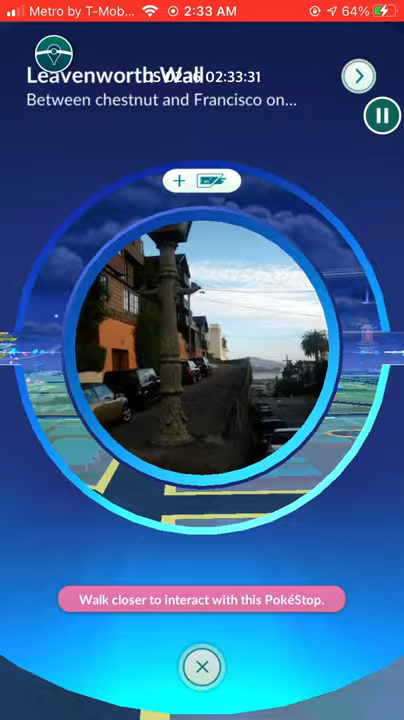 Metro by T-Mob... 2:33 AM 64%
Leavenworth Wall
02:33:31
Between chestnut and Francisco on...
Walk closer to interact with this PokéStop.